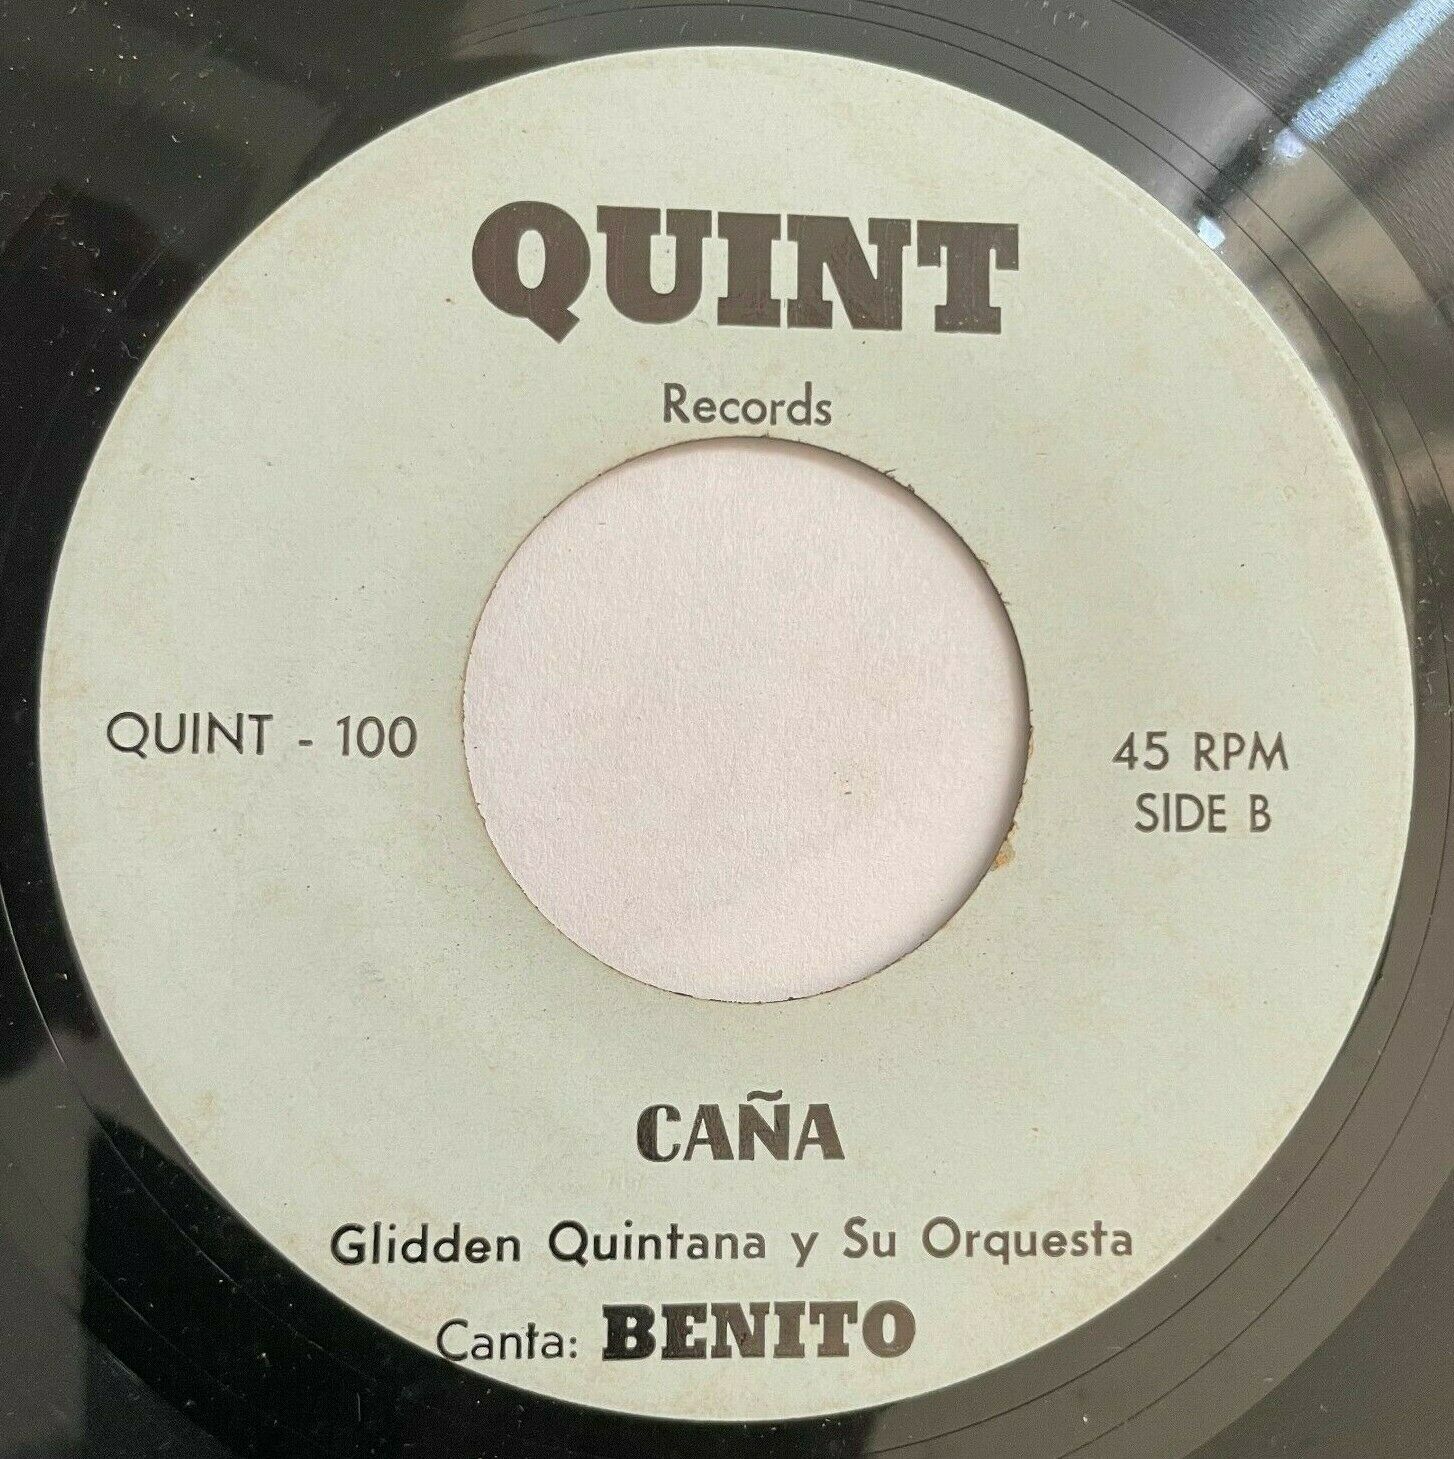 QUINT
Records
QUINT - 100
45 RPM
SIDE B
CAÑA
Glidden Quintana y Su Orquesta
Canta: BENITO